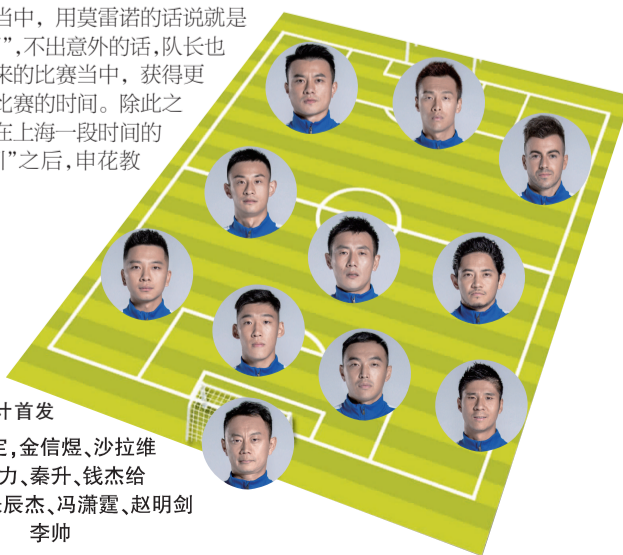 当中，用莫雷诺的话说就是
”，不出意外的话，队长也
来的比赛当中，获得更
比赛的时间。除此之
在上海一段时间的
”之后，申花教
计首发
定，金信煜、沙拉维
力、秦升、钱杰给
辰杰、冯潇霆、赵明剑
李帅